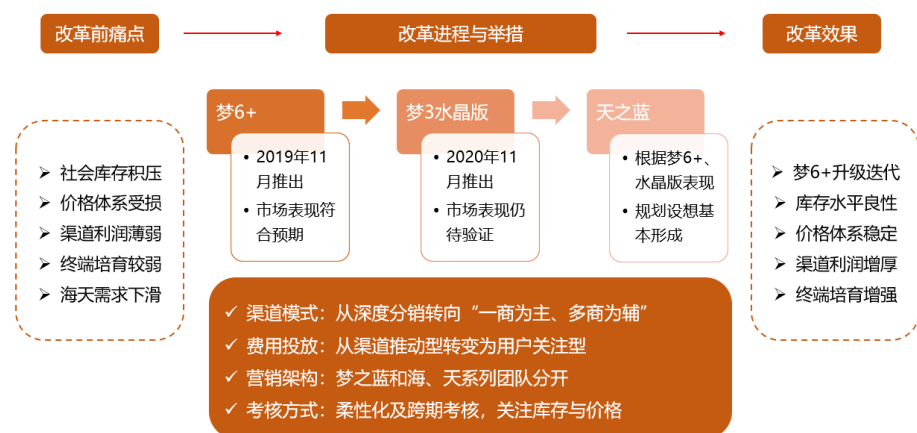 改革前痛点
改革进程与举措
改革效果
社会库存积压
价格体系受损
渠道利润薄弱
终端培育较弱
海天需求下滑
梦6+
2019年11
月推出
市场表现符
合预期
梦3水晶版
2020年11
月推出
市场表现仍
待验证
天之蓝
根据梦6+、
水晶版表现
规划设想基
本形成
渠道模式：从深度分销转向“一商为主、多商为辅”
费用投放：从渠道推动型转变为用户关注型
营销架构：梦之蓝和海、天系列团队分开
考核方式：柔性化及跨期考核，关注库存与价格
梦6+升级迭代
库存水平良性
价格体系稳定
渠道利润增厚
终端培育增强